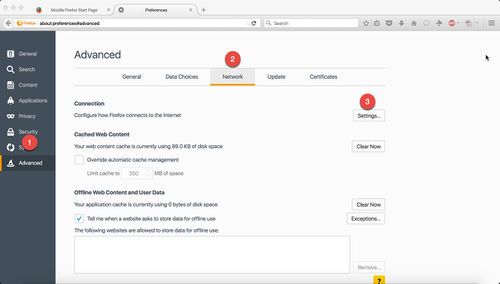 Mozilla Firefox Start Page
Preferences
Firefox
about:preferences#advanced
Search
General
Search
Content
Applications
Privacy
Security
Advanced
Advanced
General
Data Choices
Network
Update
Certificates
1
2
3
Connection
Configure how Firefox connects to the Internet
Settings...
Cached Web Content
Your web content cache is currently using 89.0 KB of disk space
Clear Now
Override automatic cache management
Limit cache to
350
MB of space
Offline Web Content and User Data
Your application cache is currently using 0 bytes of disk space
Clear Now
Tell me when a website asks to store data for offline use
Exceptions...
The following websites are allowed to store data for offline use:
Remove...
?